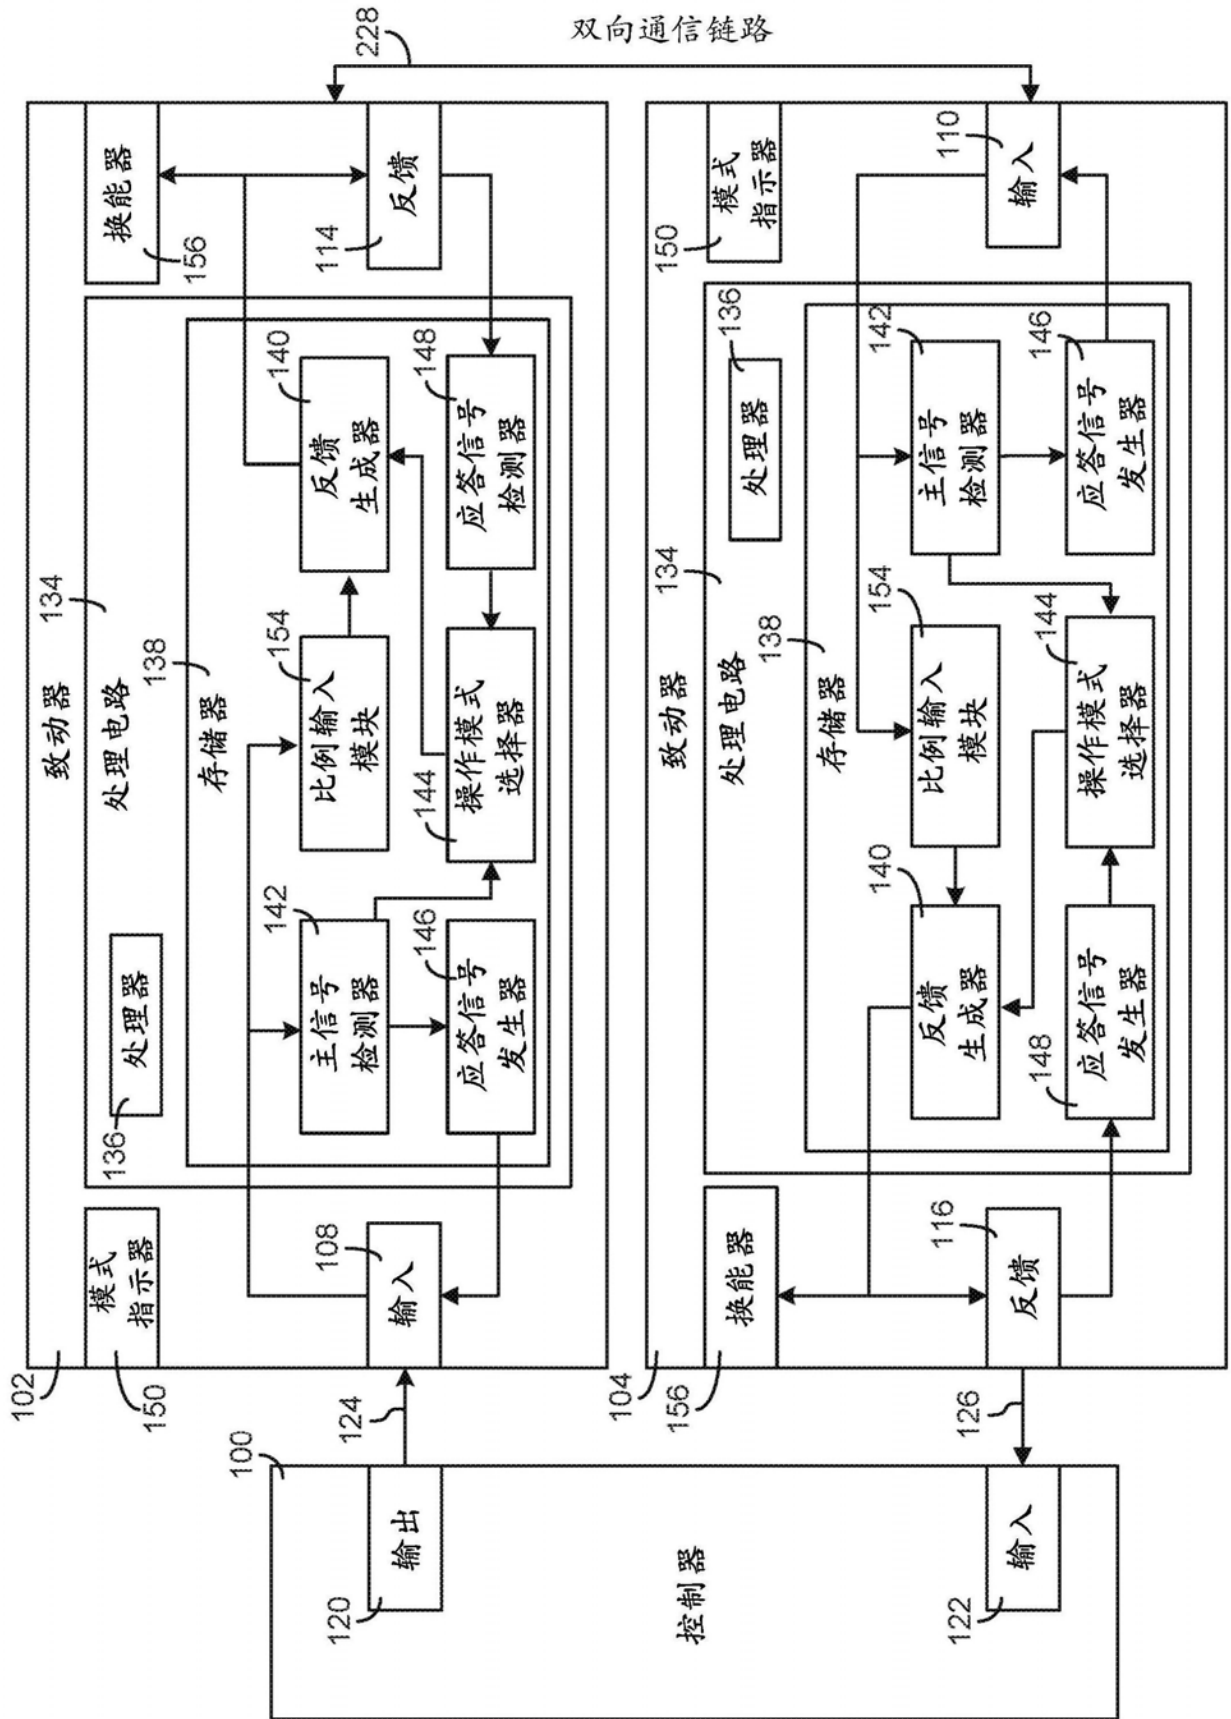 双向通信链路
228
102
致动器
模式
指示器
150
换能器
156
134
处理电路
处理器
136
138
存储器
142
主信号
检测器
154
比例输入
模块
140
反馈
生成器
146
应答信号
发生器
144
操作模式
选择器
148
应答信号
检测器
108
输入
反馈
114
124
100
控制器
输出
120
输入
122
126
104
致动器
换能器
156
模式
指示器
150
134
处理电路
处理器
136
138
存储器
140
反馈
生成器
154
比例输入
模块
142
主信号
检测器
148
应答信号
发生器
144
操作模式
选择器
146
应答信号
发生器
116
反馈
110
输入